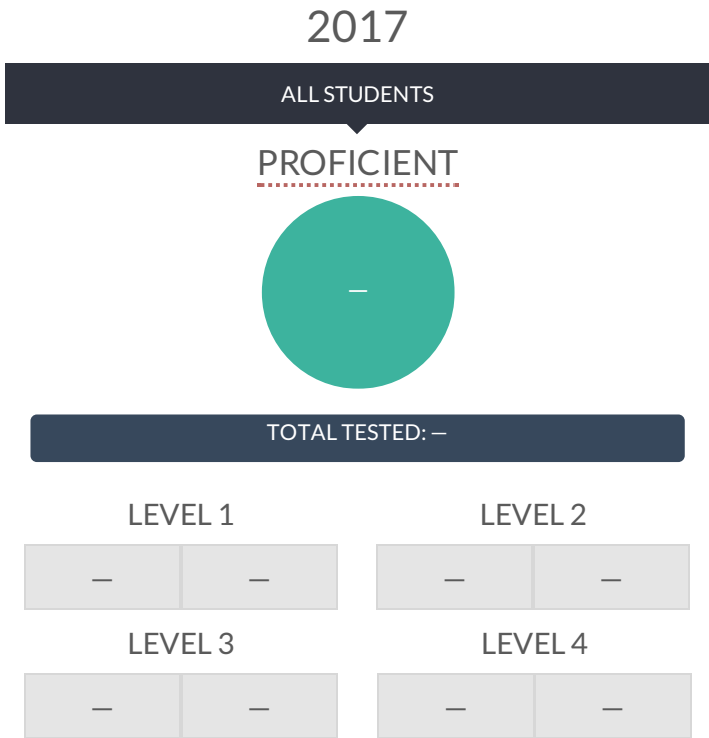 2017
ALL STUDENTS
PROFICIENT
—
TOTAL TESTED: —
LEVEL 1 LEVEL 2
— — — —
LEVEL 3 LEVEL 4
— — — —